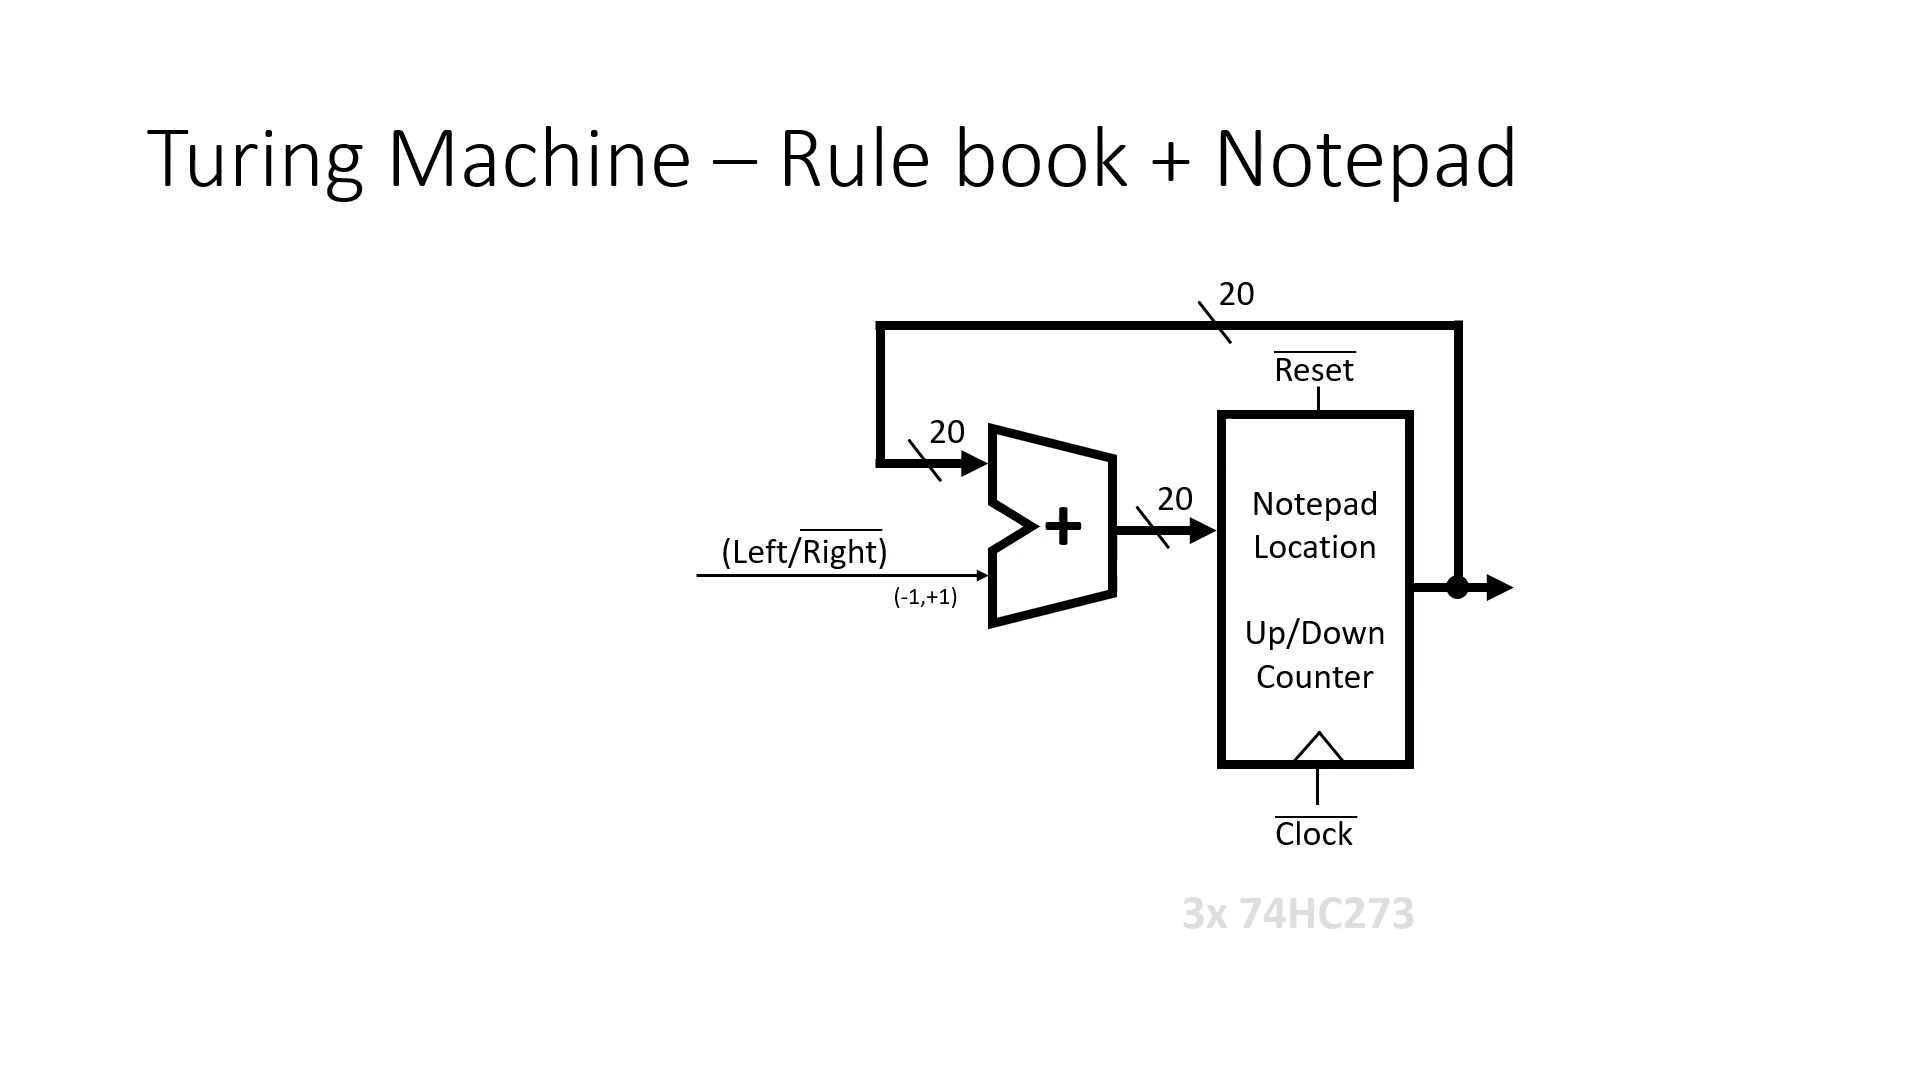 Turing Machine – Rule book + Notepad
20
Reset
20
20
+
Notepad
Location
(Left/Right)
(-1,+1)
Up/Down
Counter
Clock
3x 74HC273